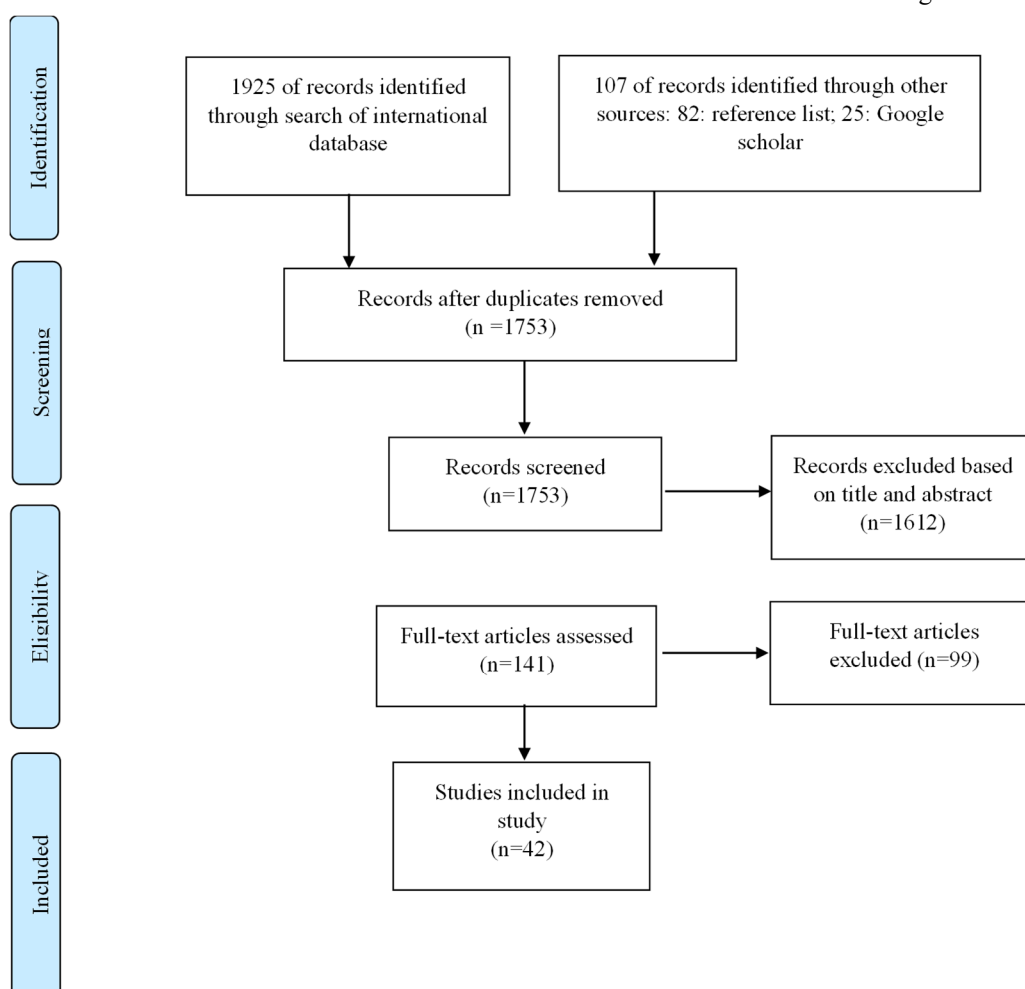 Identification
1925 of records identified
through search of international
database
107 of records identified through other
sources: 82: reference list; 25: Google
scholar
Screening
Records after duplicates removed
(n =1753)
Records screened
(n=1753)
Records excluded based
on title and abstract
(n=1612)
Eligibility
Full-text articles assessed
(n=141)
Full-text articles
excluded (n=99)
Included
Studies included in
study
(n=42)